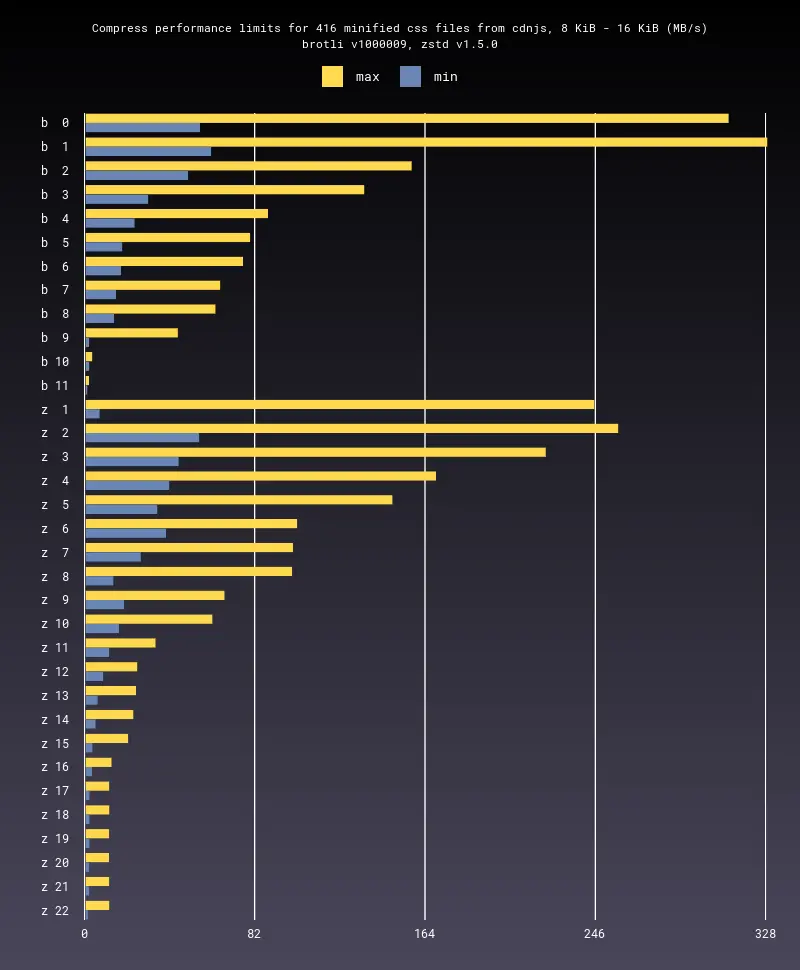 Compress performance limits for 416 minified css files from cdnjs, 8 KiB - 16 KiB (MB/s)
brotli v1000009, zstd v1.5.0
max min
b 0
b 1
b 2
b 3
b 4
b 5
b 6
b 7
b 8
b 9
b 10
b 11
z 1
z 2
z 3
z 4
z 5
z 6
z 7
z 8
z 9
z 10
z 11
z 12
z 13
z 14
z 15
z 16
z 17
z 18
z 19
z 20
z 21
z 22
0 82 164 246 328